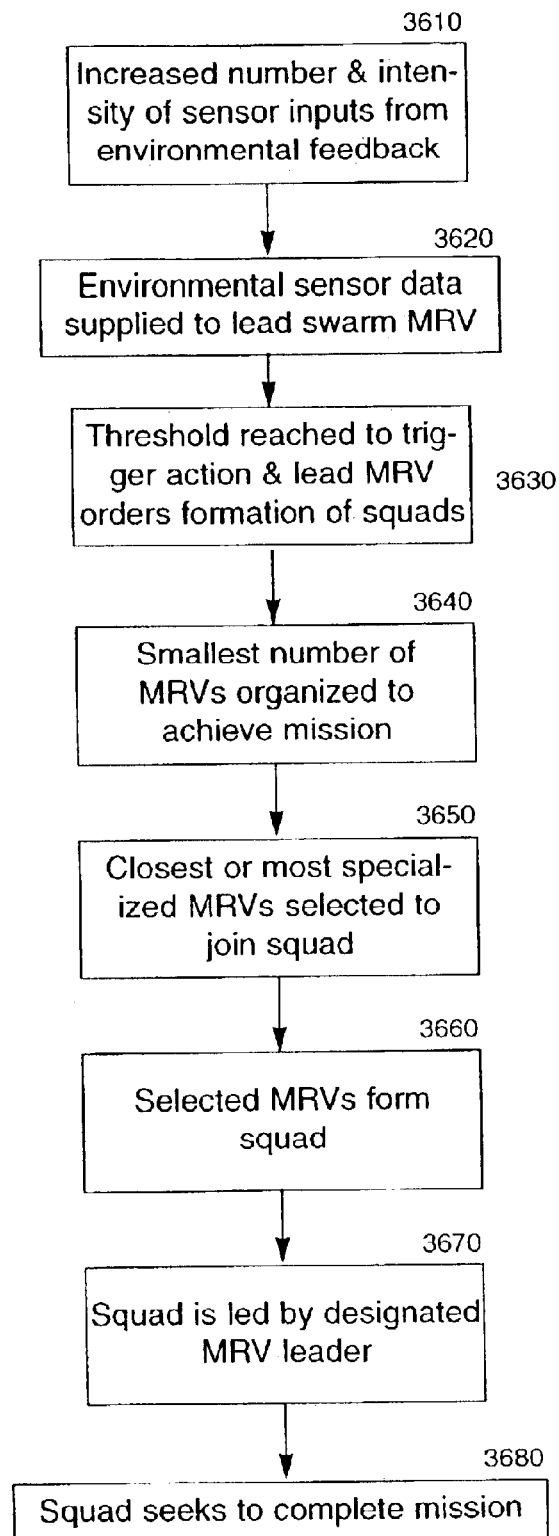 3610
Increased number & inten-
sity of sensor inputs from
environmental feedback
3620
Environmental sensor data
supplied to lead swarm MRV
Threshold reached to trig-
ger action & lead MRV
orders formation of squads
3630
3640
Smallest number of
MRVs organized to
achieve mission
3650
Closest or most special-
ized MRVs selected to
join squad
3660
Selected MRVs form
squad
3670
Squad is led by designated
MRV leader
3680
Squad seeks to complete mission